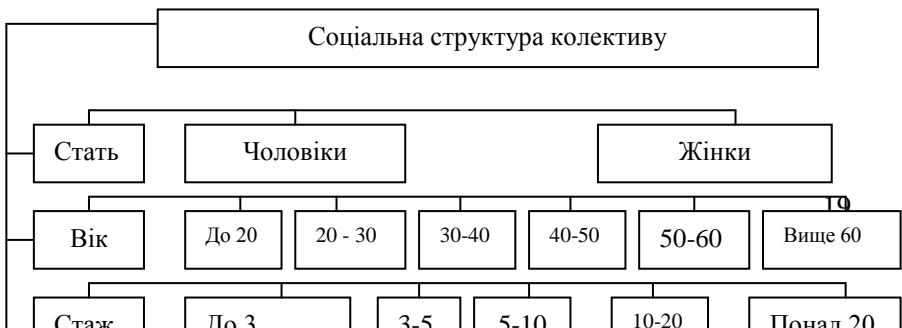 Соціальна структура колективу
Стать Чоловіки Жінки
19
Вік До 20 20 - 30 30-40 40-50 50-60 Вище 60
Стаж До 3 3-5 5-10 10-20 Понад 20